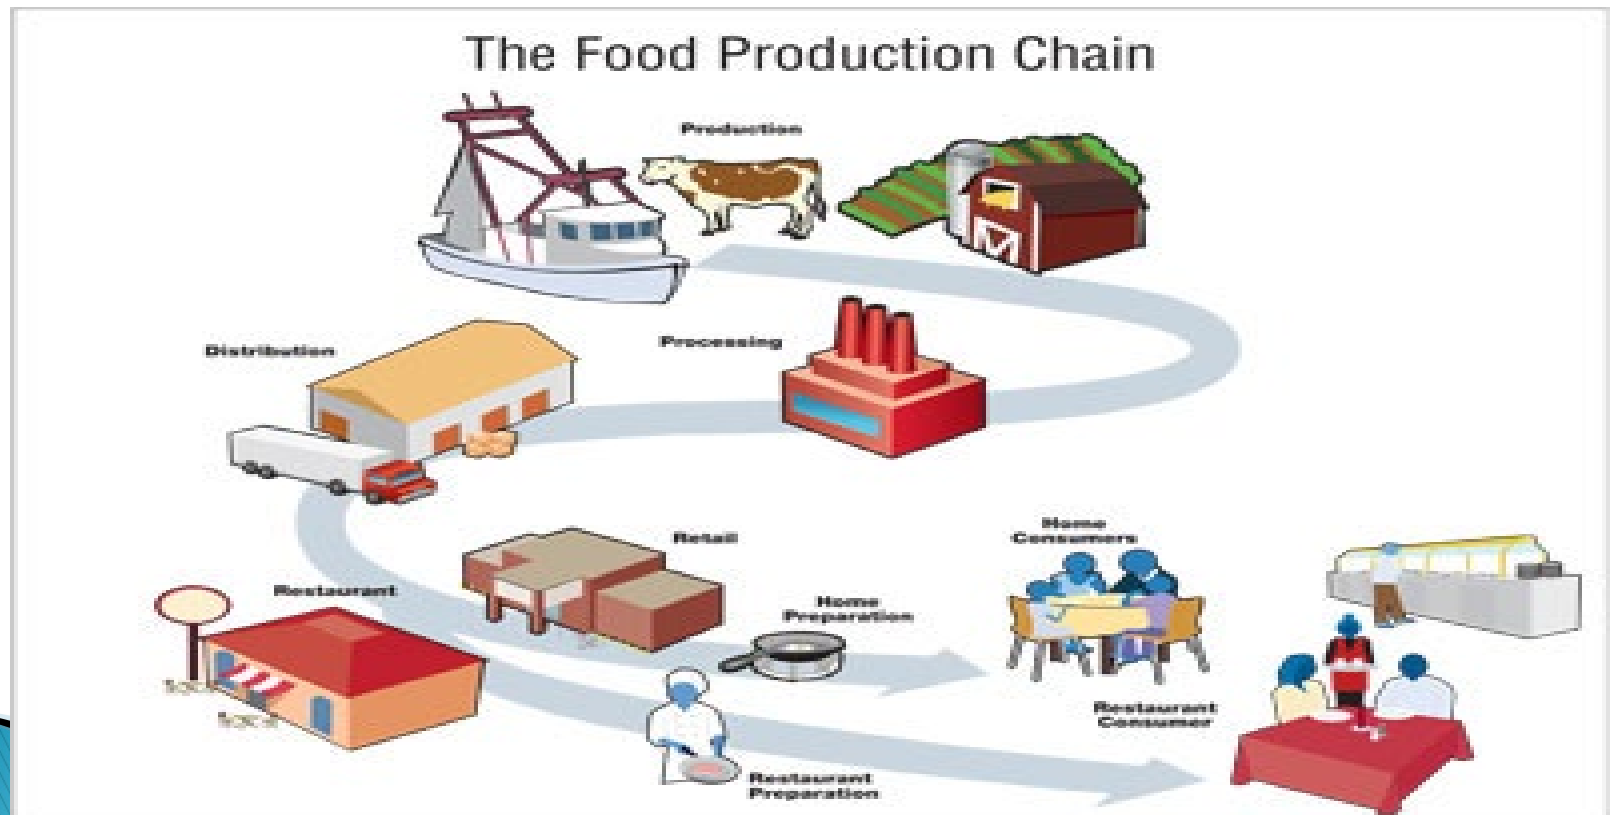 The Food Production Chain
Production
Processing
Distribution
Retail
Home
Consumers
Restaurant
Home
Preparation
Restaurant
Consumer
Restaurant
Preparation